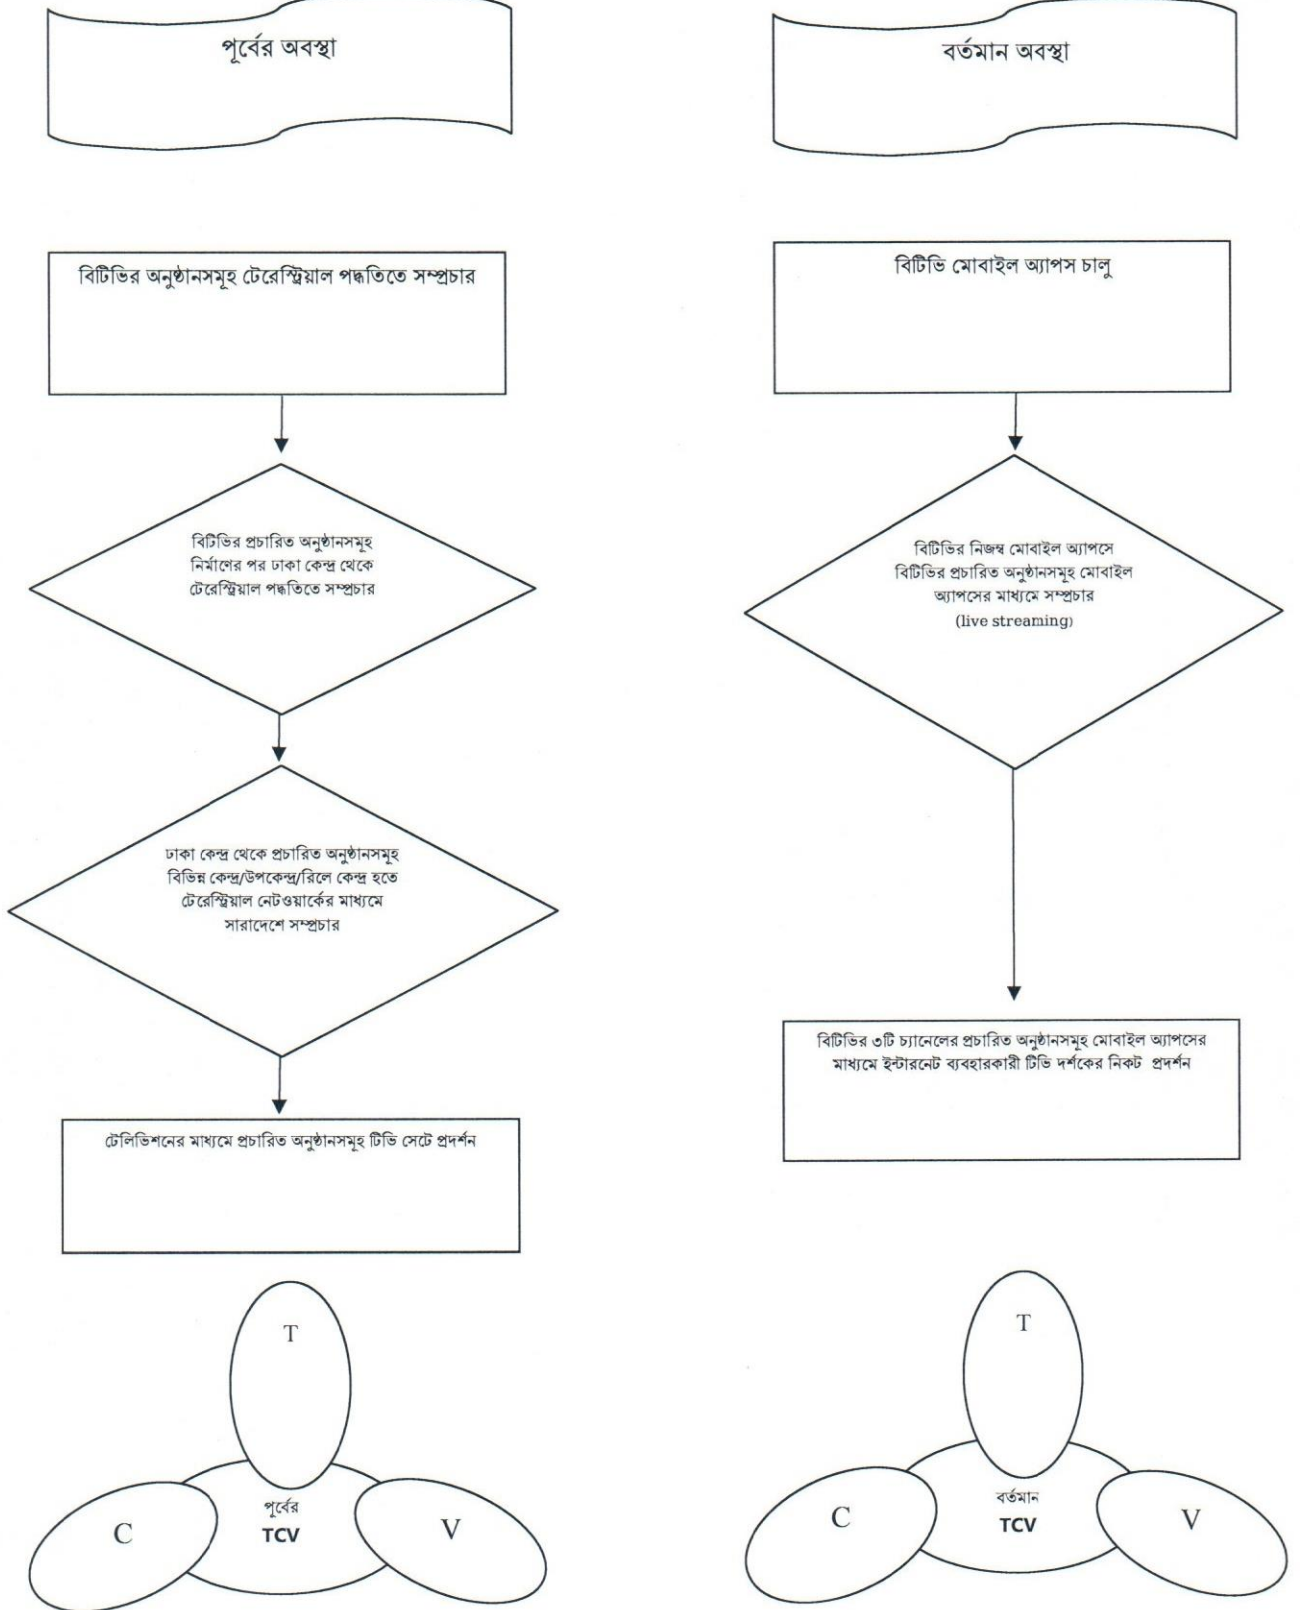 পূর্বের অবস্থা
বিটিভির অনুষ্ঠানসমূহ টেরেস্ট্রিয়াল পদ্ধতিতে সম্প্রচার
বিটিভির প্রচারিত অনুষ্ঠানসমূহ
নির্মাণের পর ঢাকা কেন্দ্র থেকে
টেরেস্ট্রিয়াল পদ্ধতিতে সম্প্রচার
ঢাকা কেন্দ্র থেকে প্রচারিত অনুষ্ঠানসমূহ
বিভিন্ন কেন্দ্র/উপকেন্দ্র/রিলে কেন্দ্র হতে
টেরেস্ট্রিয়াল নেটওয়ার্কের মাধ্যমে
সারাদেশে সম্প্রচার
টেলিভিশনের মাধ্যমে প্রচারিত অনুষ্ঠানসমূহ টিভি সেটে প্রদর্শন
T
C
পূর্বের
TCV
V
বর্তমান অবস্থা
বিটিভি মোবাইল অ্যাপস চালু
বিটিভির নিজস্ব মোবাইল অ্যাপসে
বিটিভির প্রচারিত অনুষ্ঠানসমূহ মোবাইল
অ্যাপসের মাধ্যমে সম্প্রচার
(live streaming)
বিটিভির ৩টি চ্যানেলের প্রচারিত অনুষ্ঠানসমূহ মোবাইল অ্যাপসের
মাধ্যমে ইন্টারনেট ব্যবহারকারী টিভি দর্শকের নিকট প্রদর্শন
T
C
বর্তমান
TCV
V